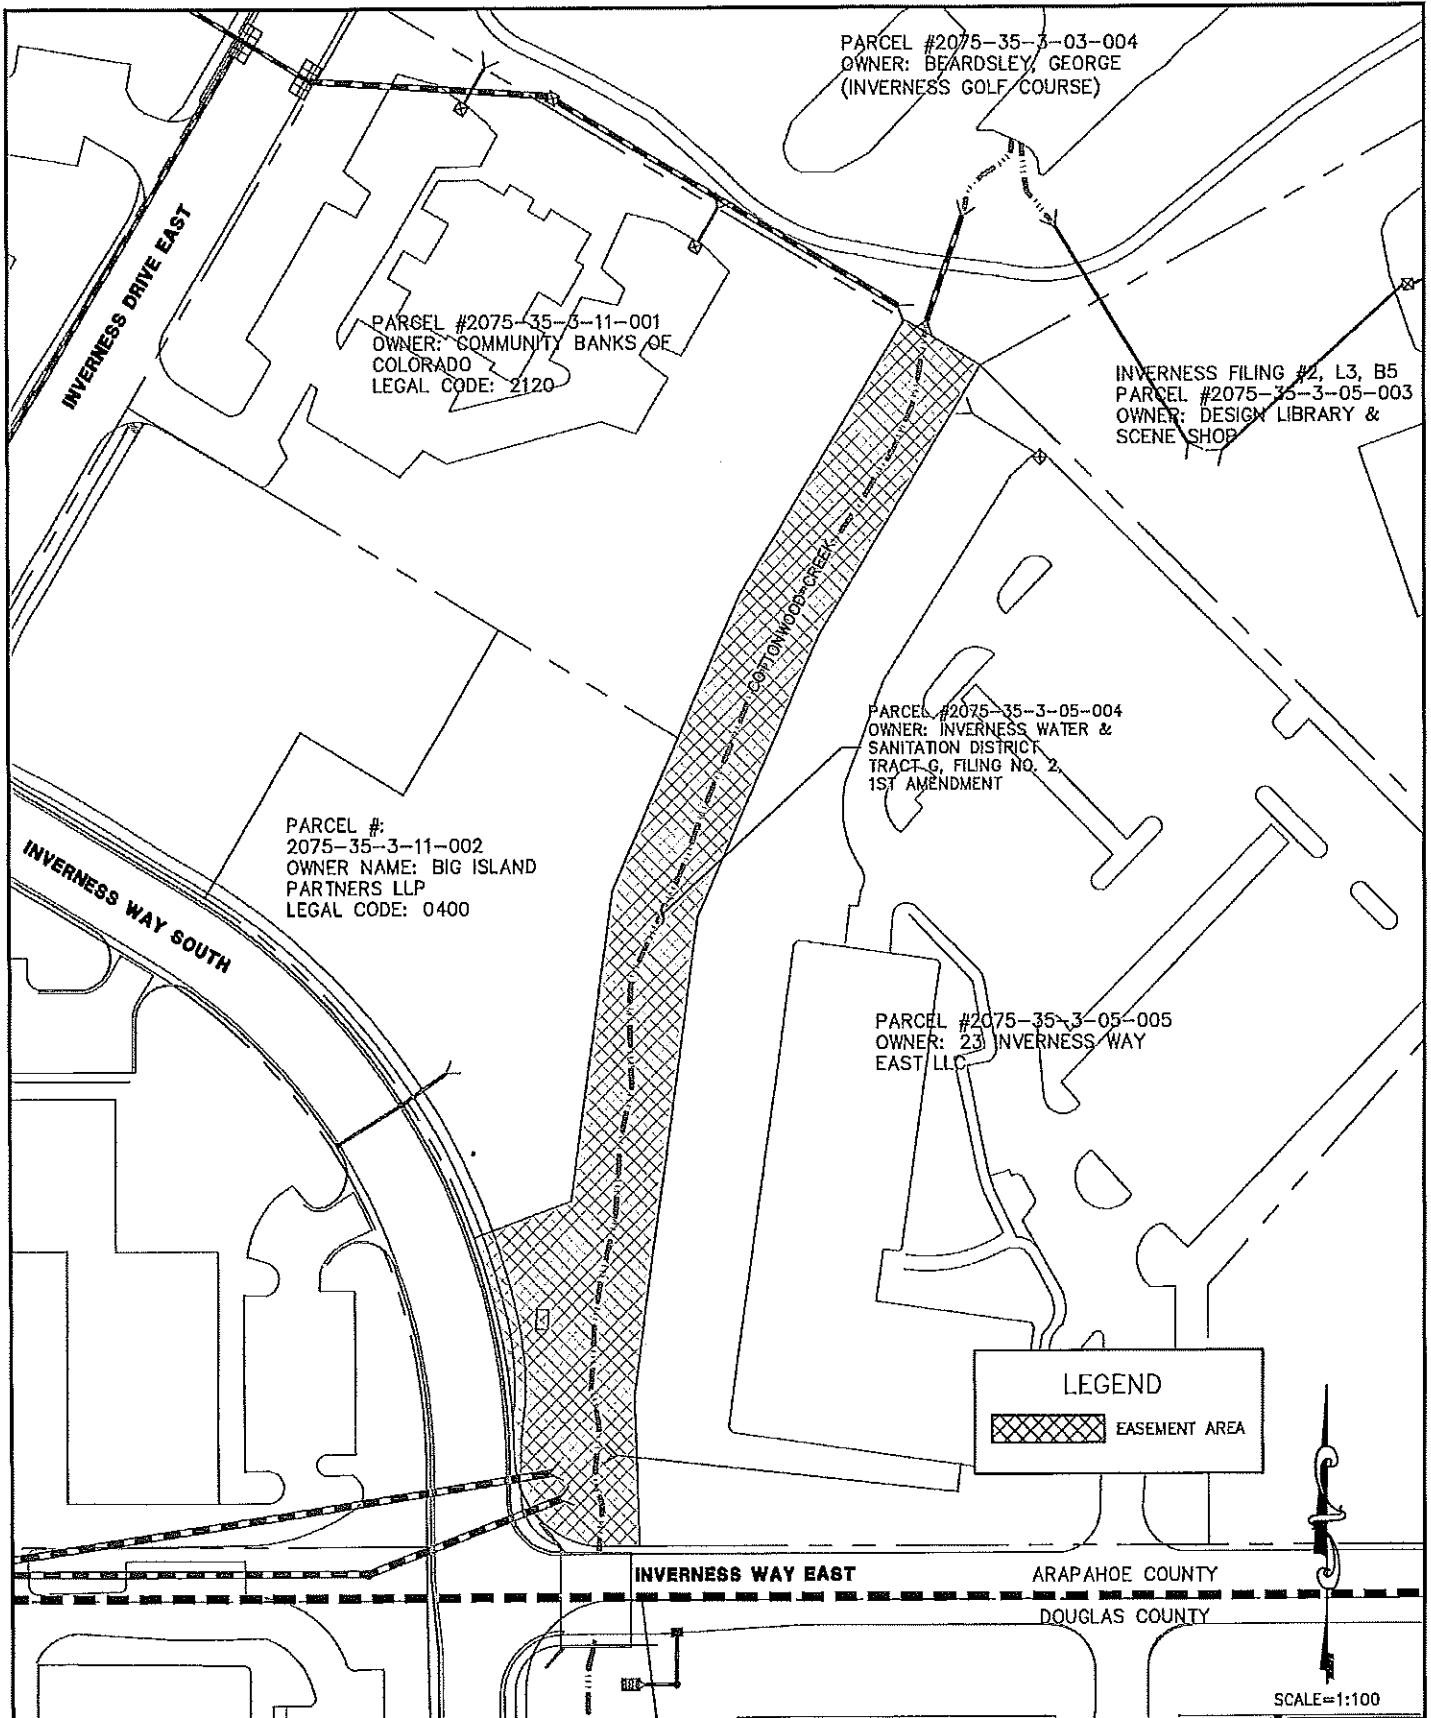 PARCEL #2075-35-3-03-004
OWNER: BEARDSLEY, GEORGE
(INVERNESS GOLF COURSE)
INVERNESS DRIVE EAST
PARCEL #2075-35-3-11-001
OWNER: COMMUNITY BANKS OF
COLORADO
LEGAL CODE: 2120
INVERNESS FILING #2, L3, B5
PARCEL #2075-35-3-05-003
OWNER: DESIGN LIBRARY &
SCENE SHOP
COTTONWOOD CREEK
PARCEL #2075-35-3-05-004
OWNER: INVERNESS WATER &
SANITATION DISTRICT
TRACT G, FILING NO. 2,
1ST AMENDMENT
PARCEL #:
2075-35-3-11-002
OWNER NAME: BIG ISLAND
PARTNERS LLP
LEGAL CODE: 0400
INVERNESS WAY SOUTH
PARCEL #2075-35-3-05-005
OWNER: 23 INVERNESS WAY
EAST LLC
LEGEND
EASEMENT AREA
INVERNESS WAY EAST
ARAPAHOE COUNTY
DOUGLAS COUNTY
SCALE=1:100